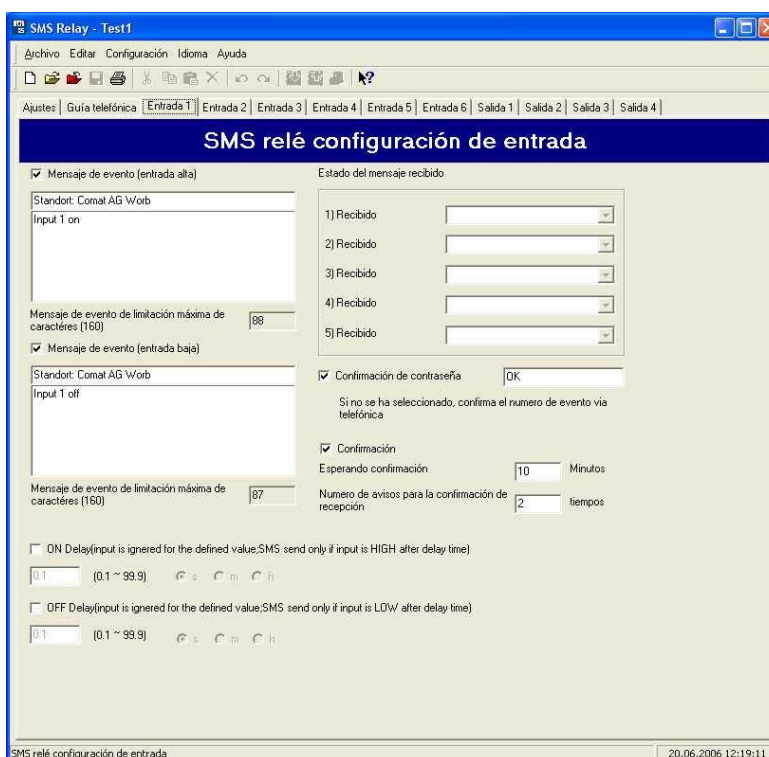 SMS Relay - Test1
Archivo Editar Configuración Idioma Ayuda
Ajustes Guía telefónica Entrada 1 Entrada 2 Entrada 3 Entrada 4 Entrada 5 Entrada 6 Salida 1 Salida 2 Salida 3 Salida 4
SMS relé configuración de entrada
Mensaje de evento (entrada alta)
Standort: Comat AG Worb
Input 1 on
Mensaje de evento de limitación máxima de
caractéres (160)
88
Mensaje de evento (entrada baja)
Standort: Comat AG Worb
Input 1 off
Mensaje de evento de limitación máxima de
caractéres (160)
87
Estado del mensaje recibido
1) Recibido
2) Recibido
3) Recibido
4) Recibido
5) Recibido
Confirmación de contraseña OK
Si no se ha seleccionado, confirma el numero de evento via
telefónica
Confirmación
Esperando confirmación 10 Minutos
Numero de avisos para la confirmación de
recepción
2 tiempos
ON Delay(input is ignered for the defined value;SMS send only if input is HIGH after delay time)
0.1 (0.1 ~ 99.9) s m h
OFF Delay(input is ignered for the defined value;SMS send only if input is LOW after delay time)
0.1 (0.1 ~ 99.9) s m h
SMS relé configuración de entrada 20.06.2006 12:19:11